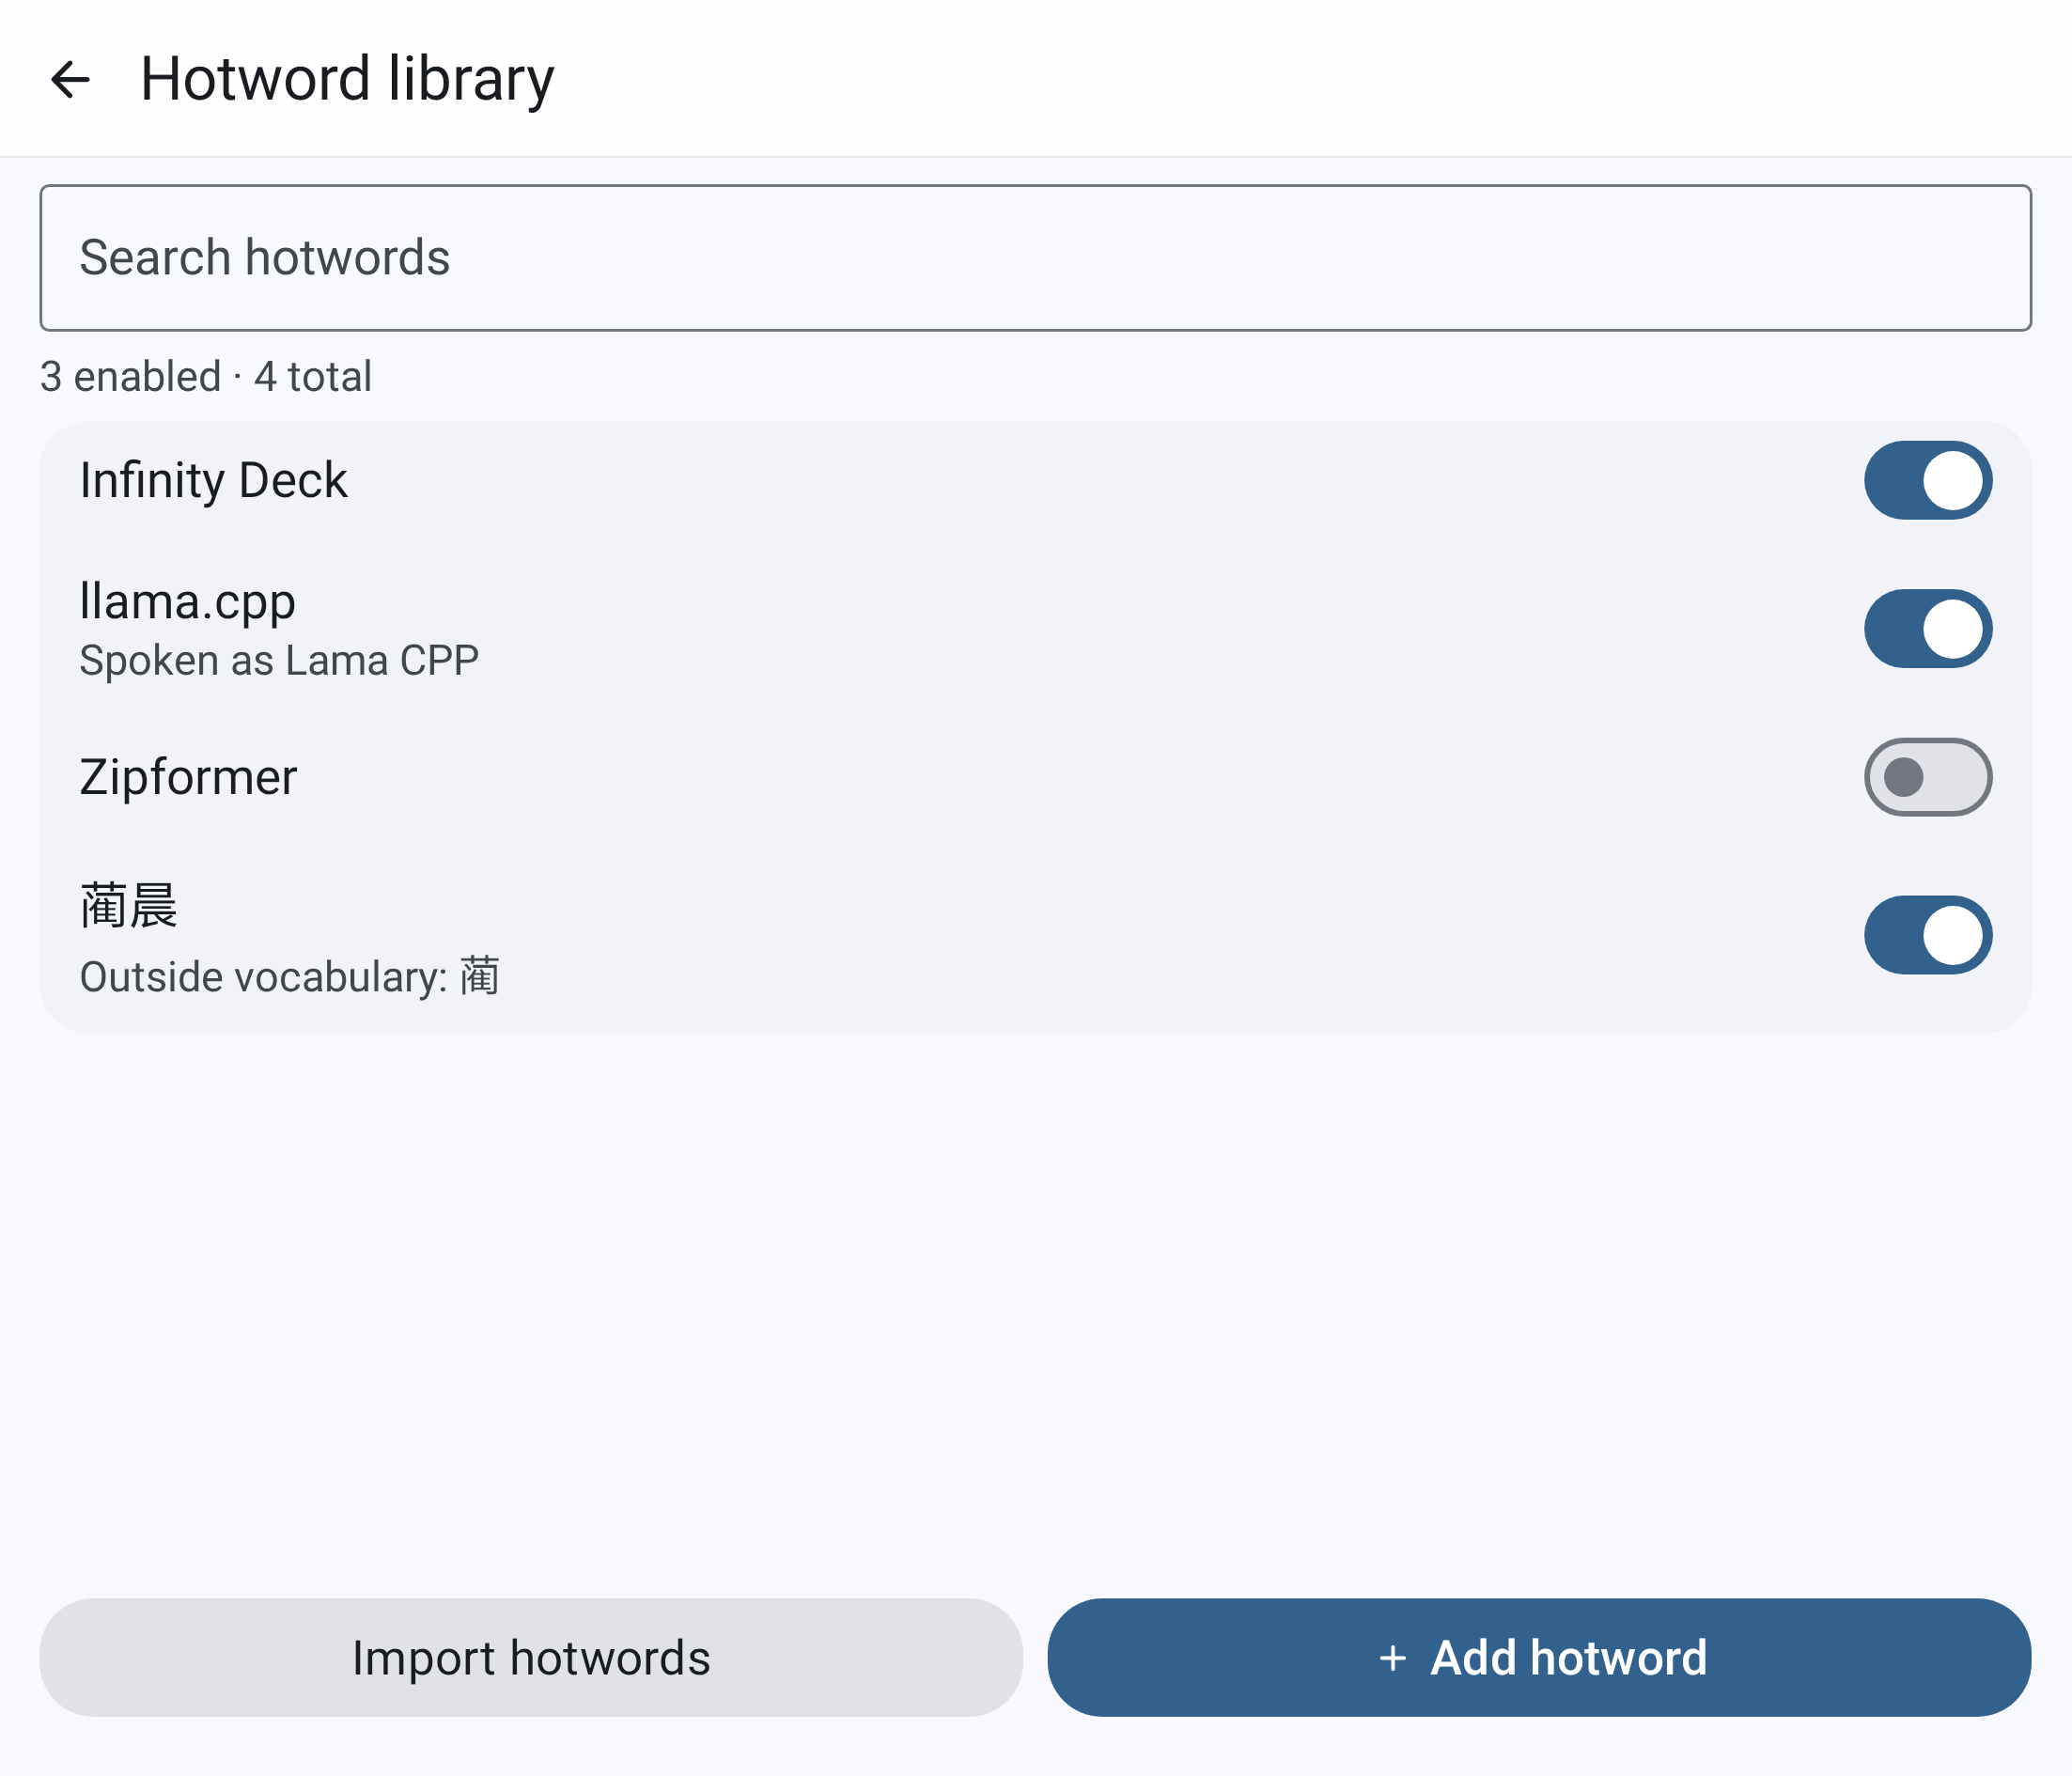 Hotword library
Search hotwords
3 enabled · 4 total
Infinity Deck
llama.cpp
Spoken as Lama CPP
Zipformer
蔺晨
Outside vocabulary: 蔺
Import hotwords
+ Add hotword